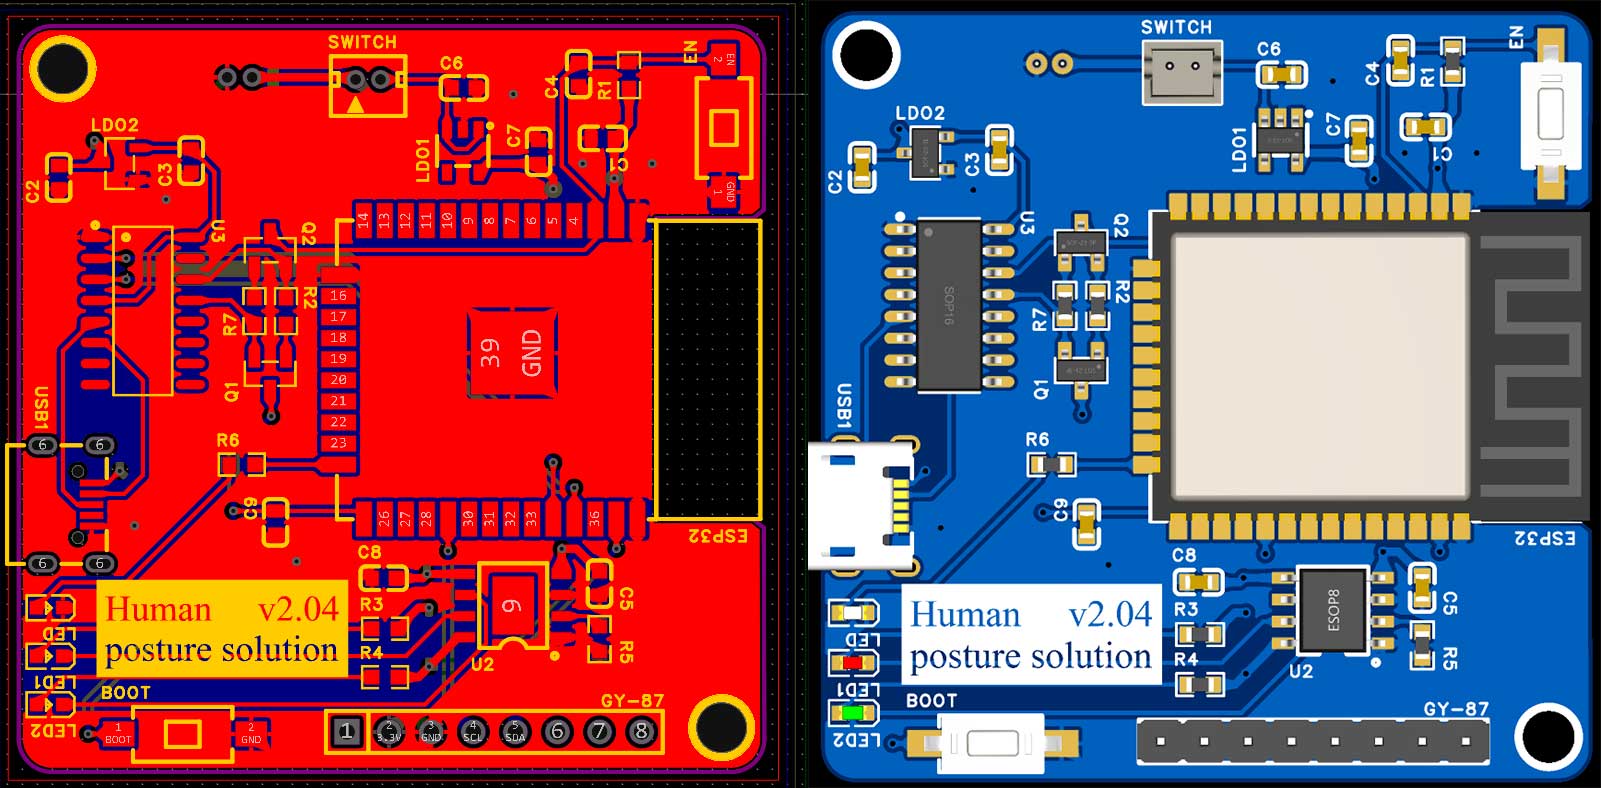 SWITCH
C6
EN
EN
2
C4
R1
LDO2
C7
C1
LDO1
C3
C2
GND
1
14 13 12 11 10 9 8 7 6 5 4
U3
Q2
16
17
18
19
20
21
22
23
R2
R7
39 GND
Q1
USB1
6 6
R6
C9
26 27 28 30 31 32 33 36
ESP32
6 6
C8
C5
R3
9
Human v2.04
posture solution
LED
R4
R5
U2
LED1
BOOT
GY-87
LED2
1
BOOT
2
GND
1
2
3.3V
3
GND
4
SCL
5
SDA
6
7
8
SWITCH
C6
EN
C4
R1
LDO2
C7
C1
LDO1
C3
C2
U3
Q2
SOP16
R2
R7
Q1
USB1
R6
C9
ESP32
C8
C5
ESOP8
Human v2.04
posture solution
R3
LED
R4
R5
U2
LED1
BOOT
GY-87
LED2